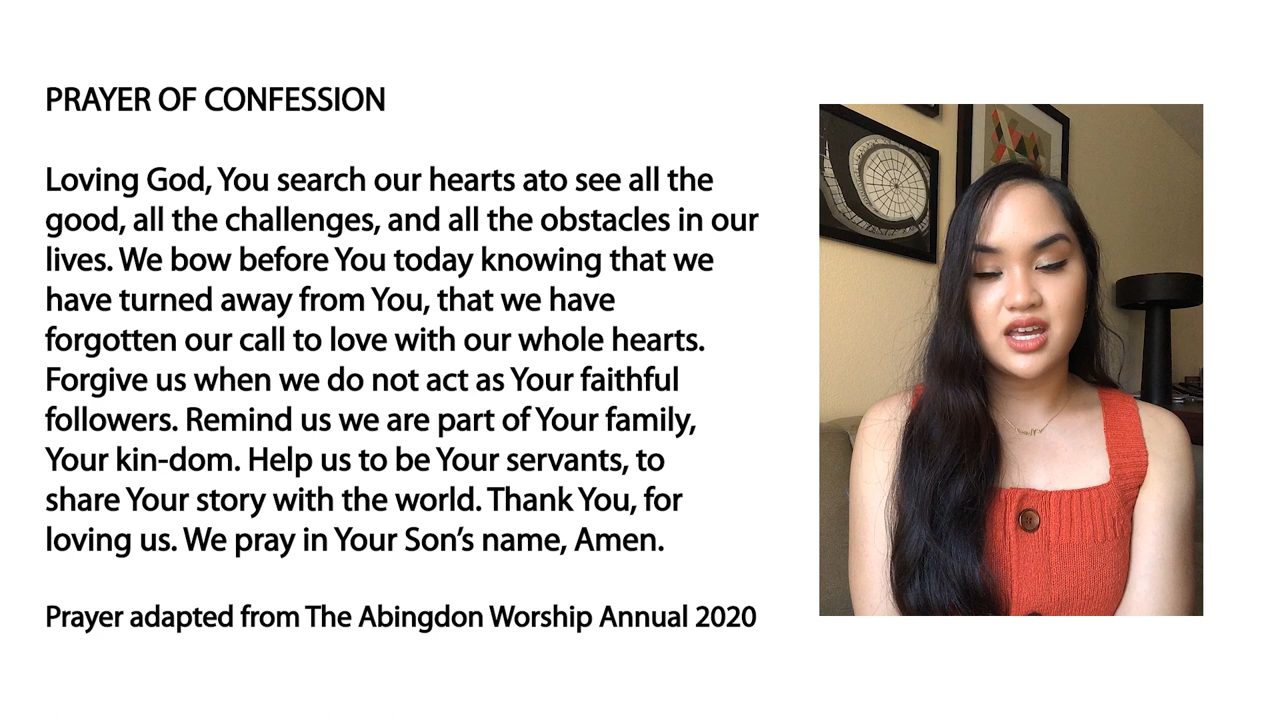 PRAYER OF CONFESSION
Loving God, You search our hearts ato see all the
good, all the challenges, and all the obstacles in our
lives. We bow before You today knowing that we
have turned away from You, that we have
forgotten our call to love with our whole hearts.
Forgive us when we do not act as Your faithful
followers. Remind us we are part of Your family,
Your kin-dom. Help us to be Your servants, to
share Your story with the world. Thank You, for
loving us. We pray in Your Son’s name, Amen.
Prayer adapted from The Abingdon Worship Annual 2020